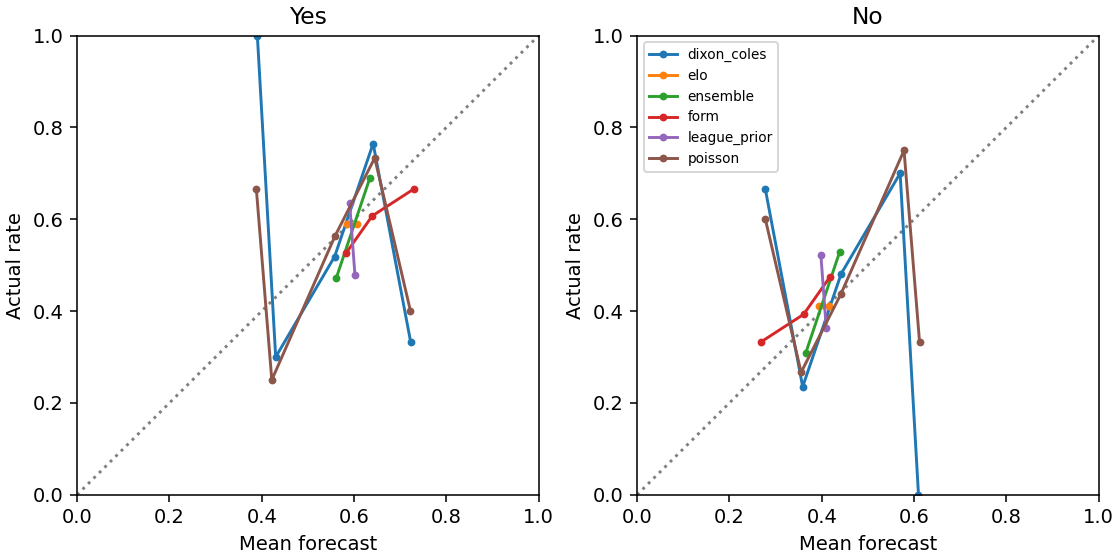 Yes
Actual rate
1.0
0.8
0.6
0.4
0.2
0.0
0.0 0.2 0.4 0.6 0.8 1.0
Mean forecast
No
Actual rate
1.0
0.8
0.6
0.4
0.2
0.0
dixon_coles
elo
ensemble
form
league_prior
poisson
0.0 0.2 0.4 0.6 0.8 1.0
Mean forecast